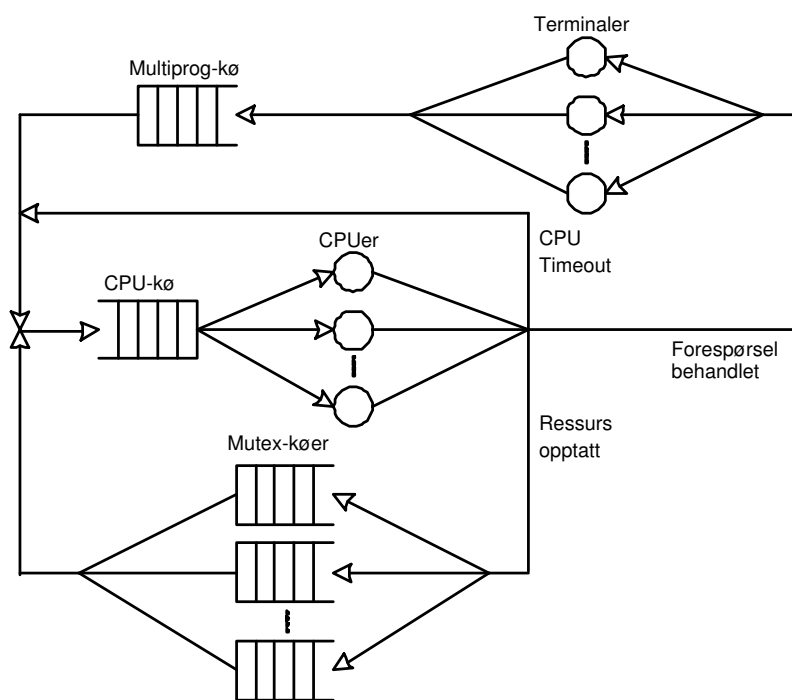 Terminaler
Multiprog-kø
CPUer
CPU
Timeout
CPU-kø
Forespørsel
behandlet
Ressurs
opptatt
Mutex-køer